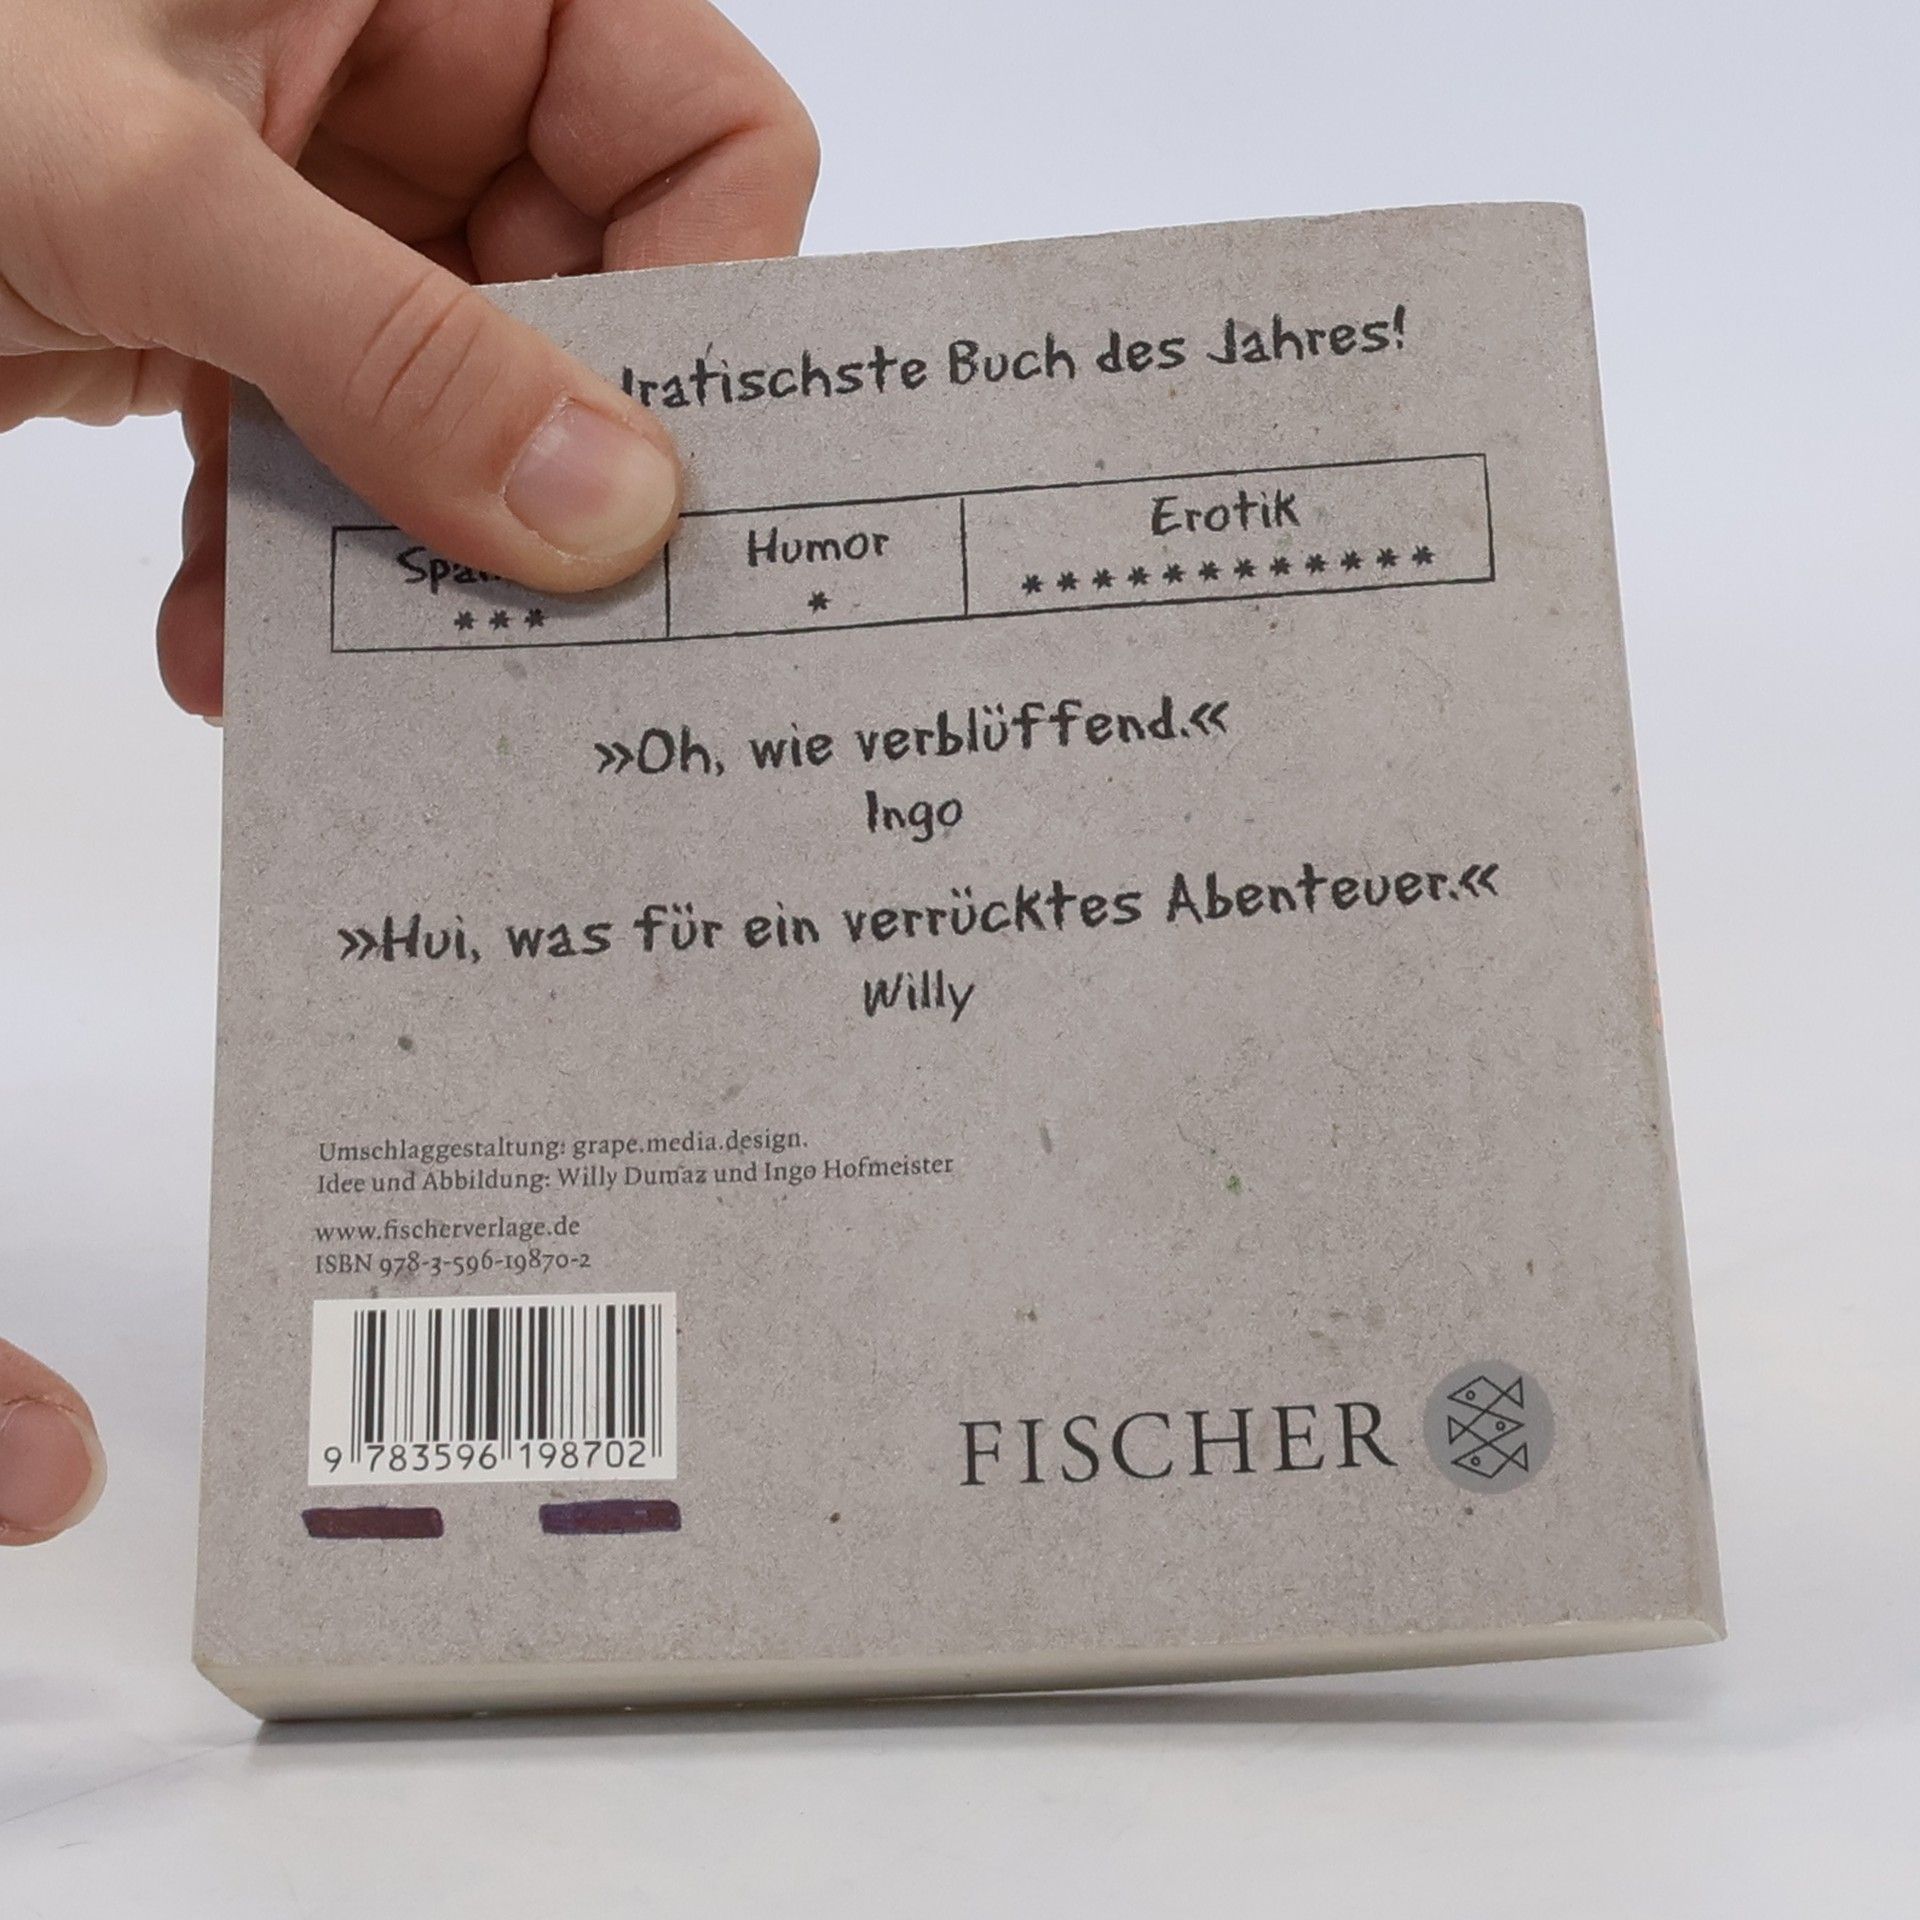 Buch des Jahres!
Humor
Erotik
* * *
*
* * * * * * * * * * * *
»Oh, wie verblüffend.«
Ingo
»Hui, was für ein verrücktes Abenteuer.«
Willy
Umschlaggestaltung: grape.media.design.
Idee und Abbildung: Willy Dumaz und Ingo Hofmeister
www.fischerverlage.de
ISBN 978-3-596-19870-2
9 783596 198702
FISCHER